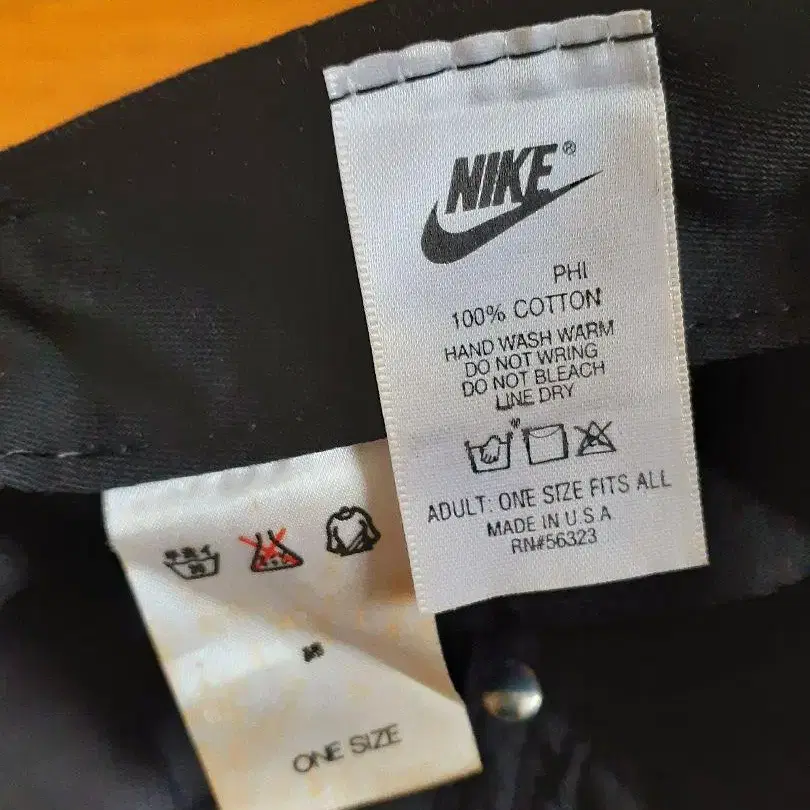 NIKE®
PHI
100% COTTON
HAND WASH WARM
DO NOT WRING
DO NOT BLEACH
LINE DRY
ADULT: ONE SIZE FITS ALL
MADE IN U.S.A
RN#56323
ONE SIZE